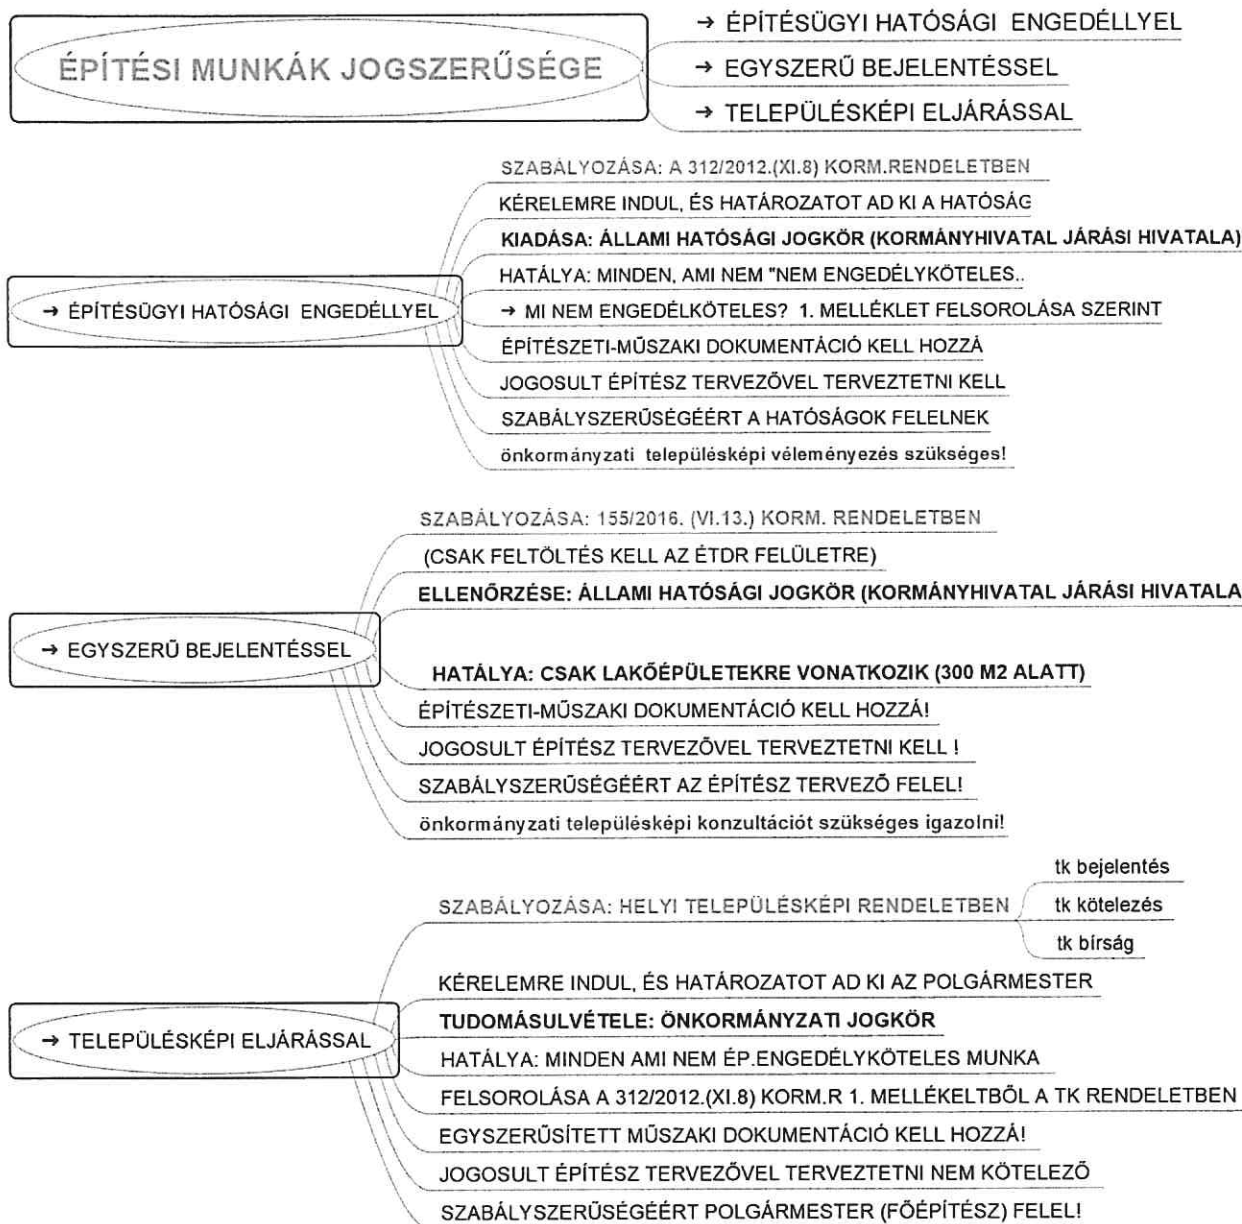 ÉPÍTÉSI MUNKÁK JOGSZERŰSÉGE
→ ÉPÍTÉSÜGYI HATÓSÁGI ENGEDÉLLYEL
→ EGYSZERŰ BEJELENTÉSSEL
→ TELEPÜLÉSKÉPI ELJÁRÁSSAL
→ ÉPÍTÉSÜGYI HATÓSÁGI ENGEDÉLLYEL
SZABÁLYOZÁSA: A 312/2012.(XI.8) KORM.RENDELETBEN
KÉRELEMRE INDUL, ÉS HATÁROZATOT AD KI A HATÓSÁG
KIADÁSA: ÁLLAMI HATÓSÁGI JOGKÖR (KORMÁNYHIVATAL JÁRÁSI HIVATALA)
HATÁLYA: MINDEN, AMI NEM "NEM ENGEDÉLYKÖTELES..
→ MI NEM ENGEDÉLKÖTELES? 1. MELLÉKLET FELSOROLÁSA SZERINT
ÉPÍTÉSZETI-MŰSZAKI DOKUMENTÁCIÓ KELL HOZZÁ
JOGOSULT ÉPÍTÉSZ TERVEZŐVEL TERVEZTETNI KELL
SZABÁLYSZERŰSÉGÉÉRT A HATÓSÁGOK FELELNEK
önkormányzati településképi véleményezés szükséges!
→ EGYSZERŰ BEJELENTÉSSEL
SZABÁLYOZÁSA: 155/2016. (VI.13.) KORM. RENDELETBEN
(CSAK FELTÖLTÉS KELL AZ ÉTDR FELÜLETRE)
ELLENŐRZÉSE: ÁLLAMI HATÓSÁGI JOGKÖR (KORMÁNYHIVATAL JÁRÁSI HIVATALA
HATÁLYA: CSAK LAKÓÉPÜLETEKRE VONATKOZIK (300 M2 ALATT)
ÉPÍTÉSZETI-MŰSZAKI DOKUMENTÁCIÓ KELL HOZZÁ!
JOGOSULT ÉPÍTÉSZ TERVEZŐVEL TERVEZTETNI KELL !
SZABÁLYSZERŰSÉGÉÉRT AZ ÉPÍTÉSZ TERVEZŐ FELEL!
önkormányzati településképi konzultációt szükséges igazolni!
→ TELEPÜLÉSKÉPI ELJÁRÁSSAL
SZABÁLYOZÁSA: HELYI TELEPÜLÉSKÉPI RENDELETBEN
tk bejelentés
tk kötelezés
tk bírság
KÉRELEMRE INDUL, ÉS HATÁROZATOT AD KI AZ POLGÁRMESTER
TUDOMÁSULVÉTELE: ÖNKORMÁNYZATI JOGKÖR
HATÁLYA: MINDEN AMI NEM ÉP.ENGEDÉLYKÖTELES MUNKA
FELSOROLÁSA A 312/2012.(XI.8) KORM.R 1. MELLÉKELTBŐL A TK RENDELETBEN
EGYSZERŰSÍTETT MŰSZAKI DOKUMENTÁCIÓ KELL HOZZÁ!
JOGOSULT ÉPÍTÉSZ TERVEZŐVEL TERVEZTETNI NEM KÖTELEZŐ
SZABÁLYSZERŰSÉGÉÉRT POLGÁRMESTER (FŐÉPÍTÉSZ) FELEL!